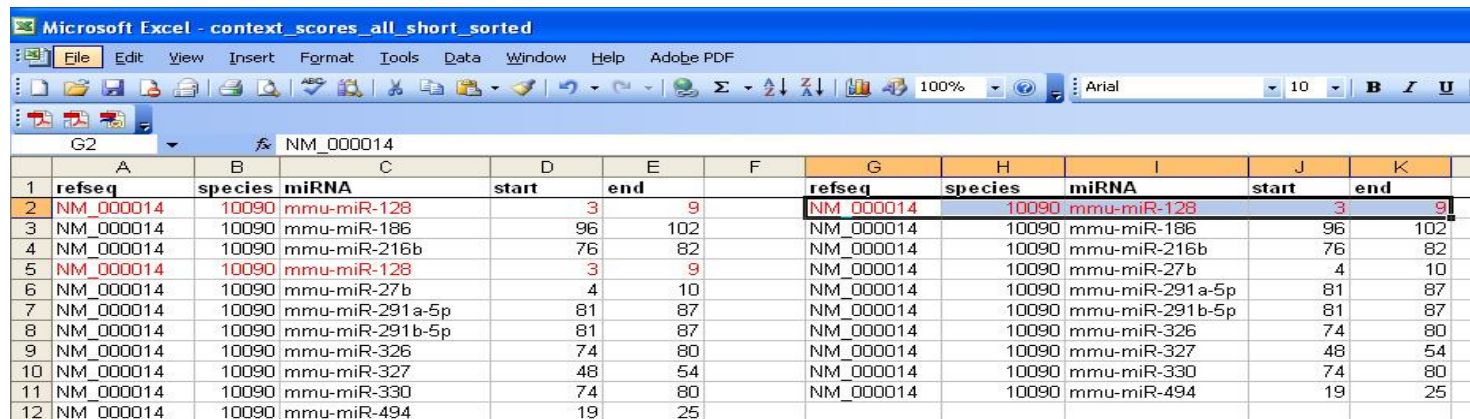 Microsoft Excel - context_scores_all_short_sorted
File Edit View Insert Format Tools Data Window Help Adobe PDF
ABC Σ 100% Arial 10 B I U
G2 fx NM_000014
A B C D E F G H I J K
1 refseq species miRNA start end refseq species miRNA start end
2 NM_000014 10090 mmu-miR-128 3 9 NM_000014 10090 mmu-miR-128 3 9
3 NM_000014 10090 mmu-miR-186 96 102 NM_000014 10090 mmu-miR-186 96 102
4 NM_000014 10090 mmu-miR-216b 76 82 NM_000014 10090 mmu-miR-216b 76 82
5 NM_000014 10090 mmu-miR-128 3 9 NM_000014 10090 mmu-miR-27b 4 10
6 NM_000014 10090 mmu-miR-27b 4 10 NM_000014 10090 mmu-miR-291a-5p 81 87
7 NM_000014 10090 mmu-miR-291a-5p 81 87 NM_000014 10090 mmu-miR-291b-5p 81 87
8 NM_000014 10090 mmu-miR-291b-5p 81 87 NM_000014 10090 mmu-miR-326 74 80
9 NM_000014 10090 mmu-miR-326 74 80 NM_000014 10090 mmu-miR-327 48 54
10 NM_000014 10090 mmu-miR-327 48 54 NM_000014 10090 mmu-miR-330 74 80
11 NM_000014 10090 mmu-miR-330 74 80 NM_000014 10090 mmu-miR-494 19 25
12 NM_000014 10090 mmu-miR-494 19 25